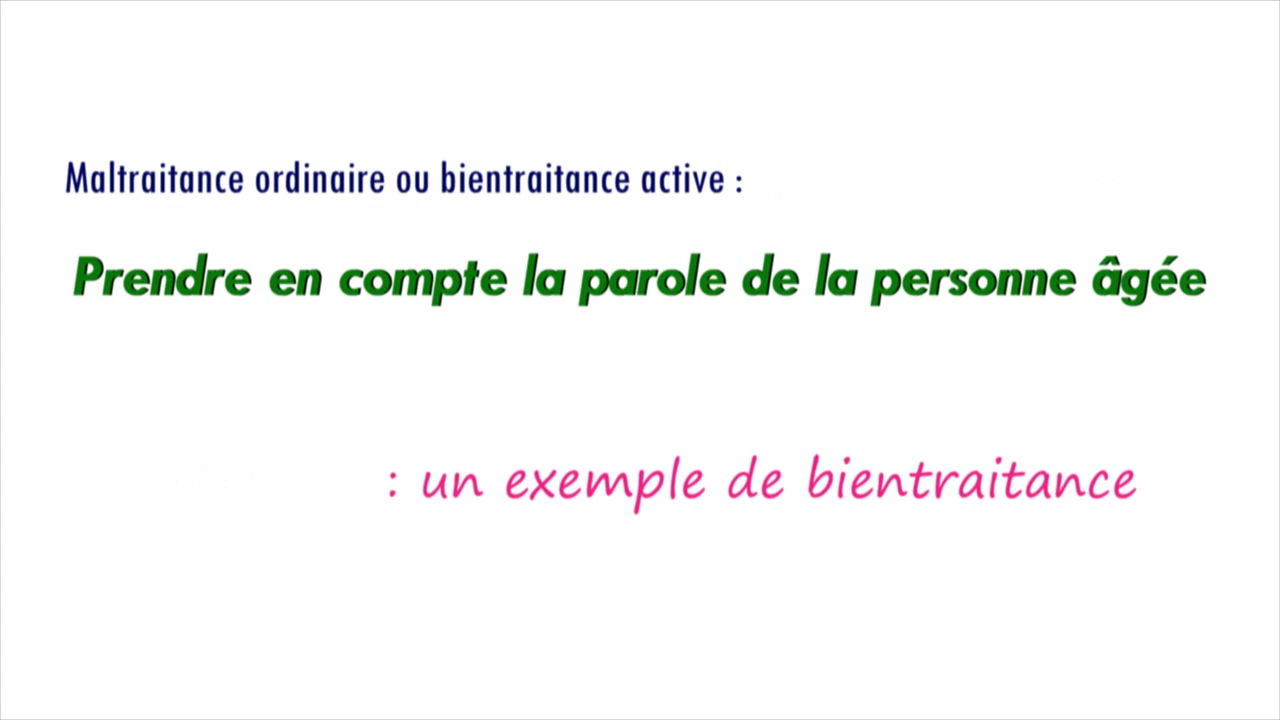 Maltraitance ordinaire ou bientraitance active :
Prendre en compte la parole de la personne âgée
: un exemple de bientraitance